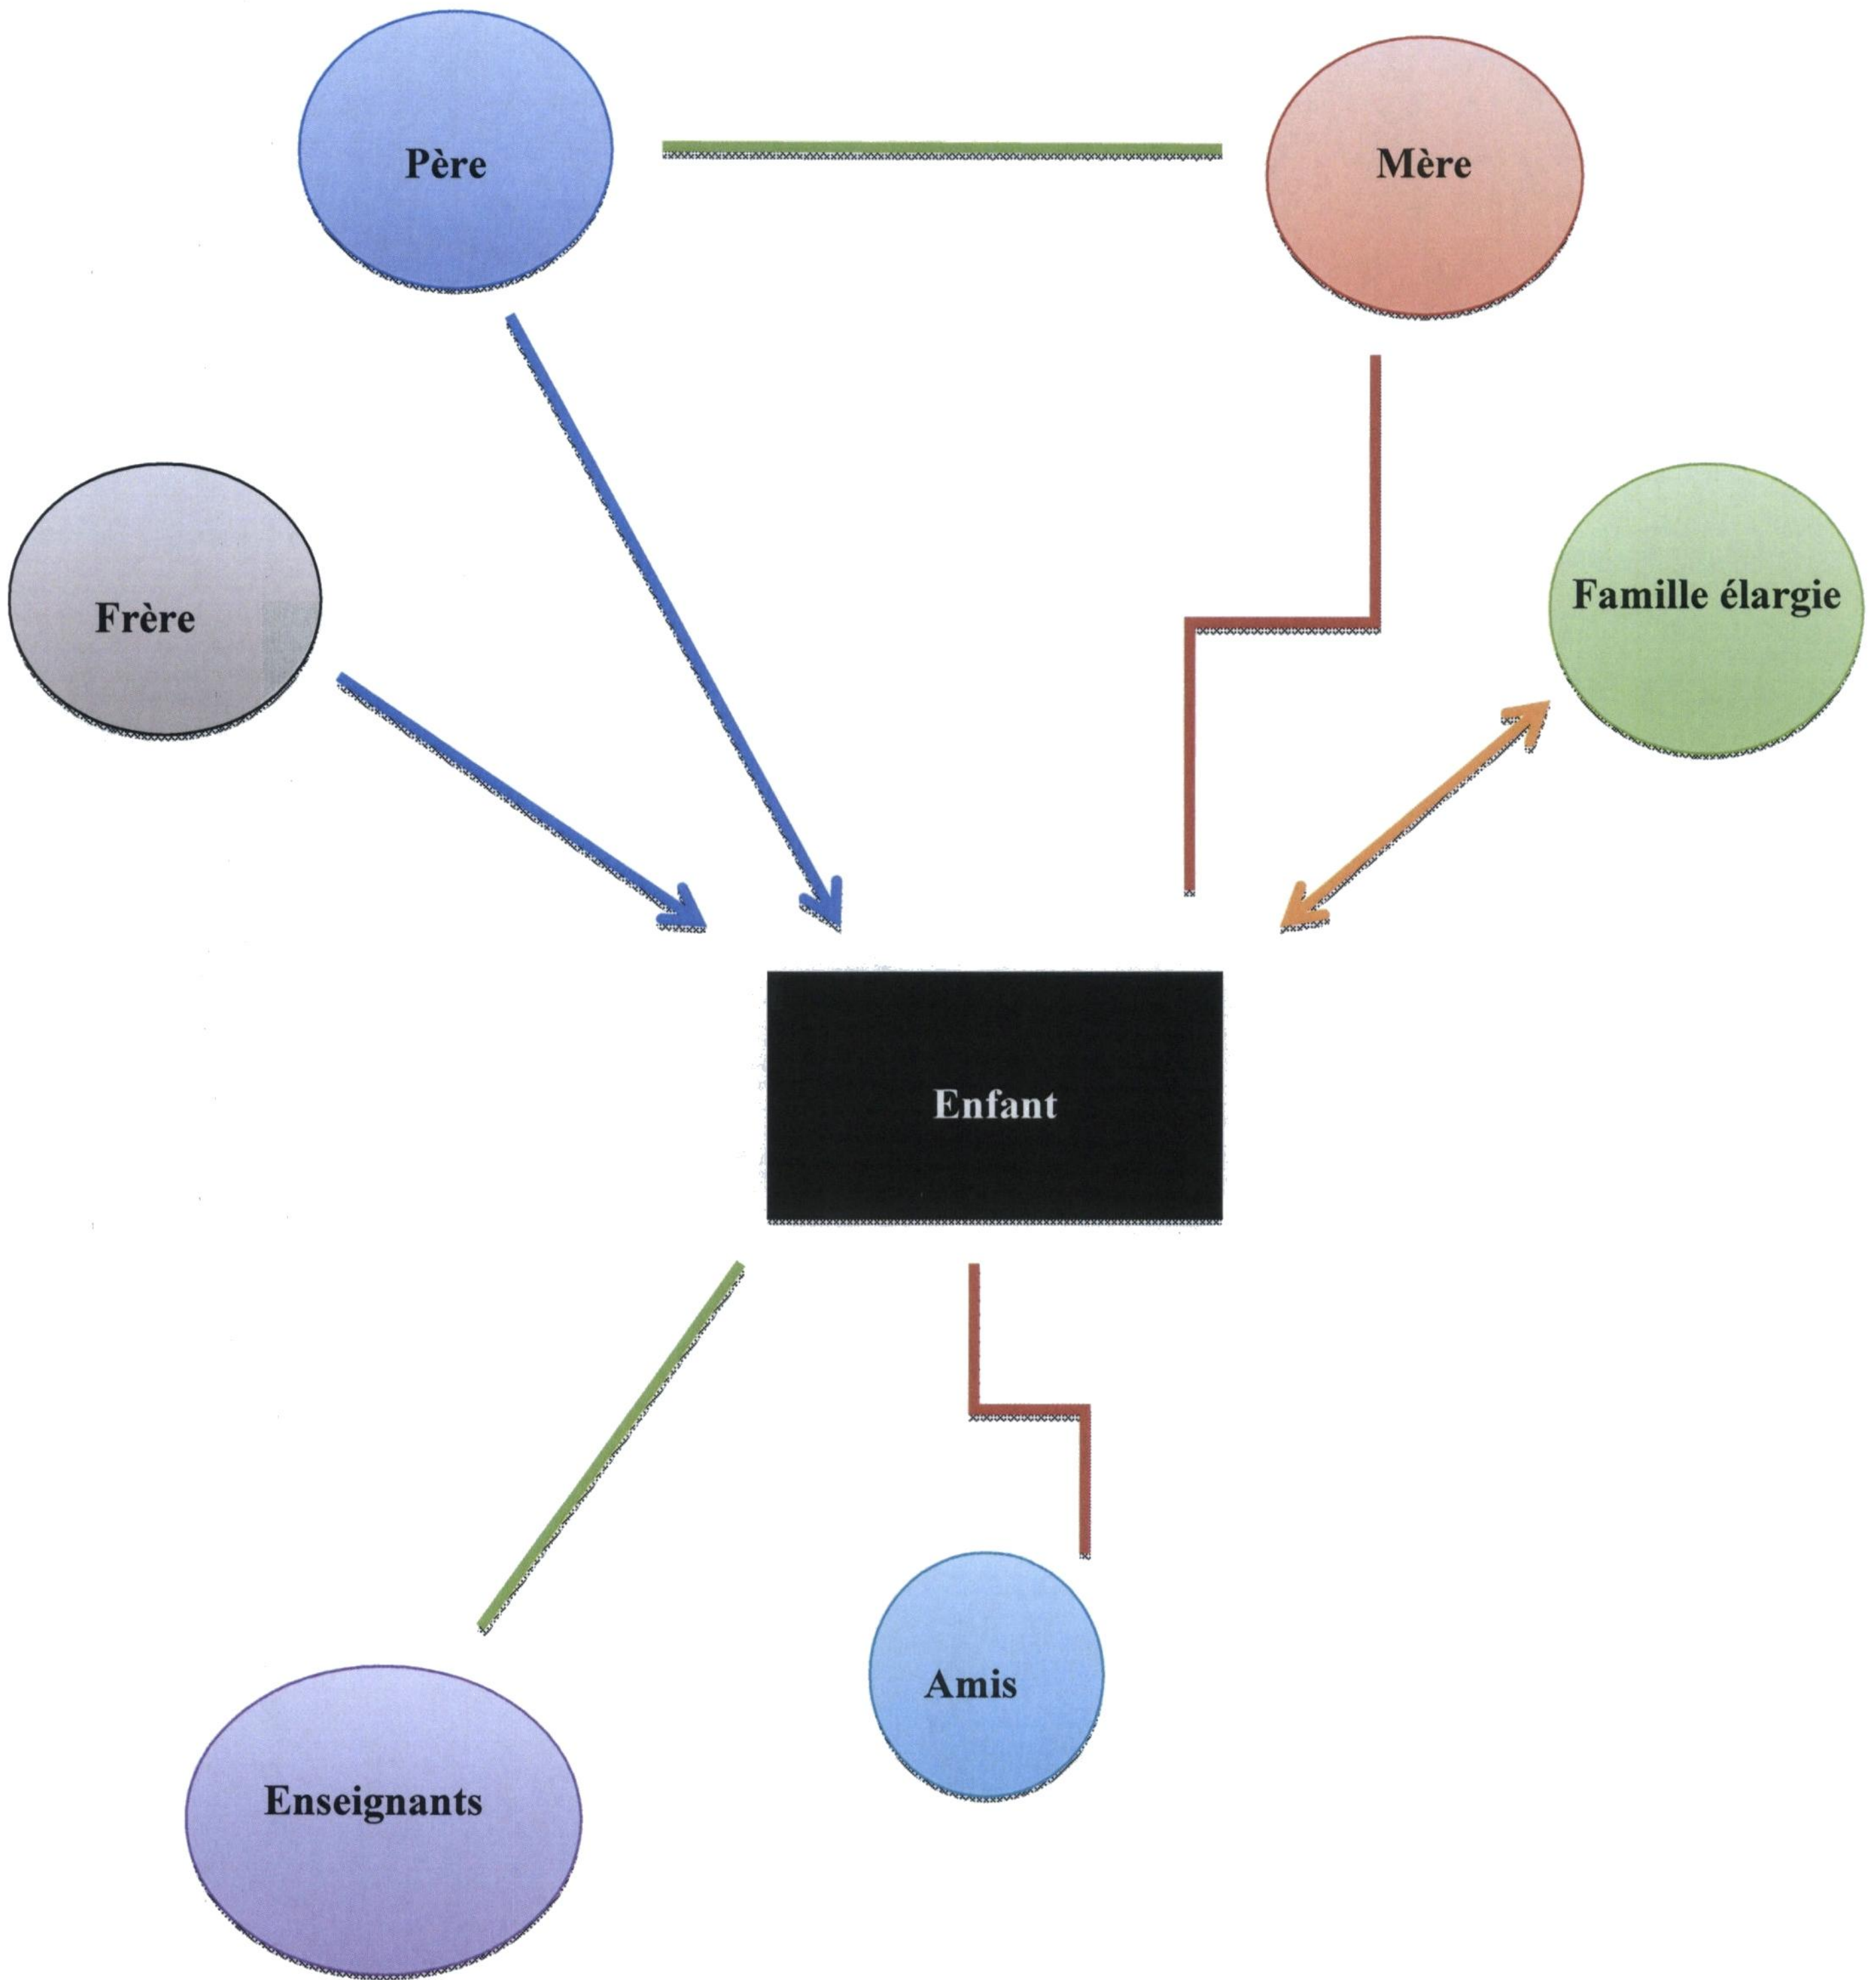 Père
Mère
Frère
Famille élargie
Enfant
Amis
Enseignants